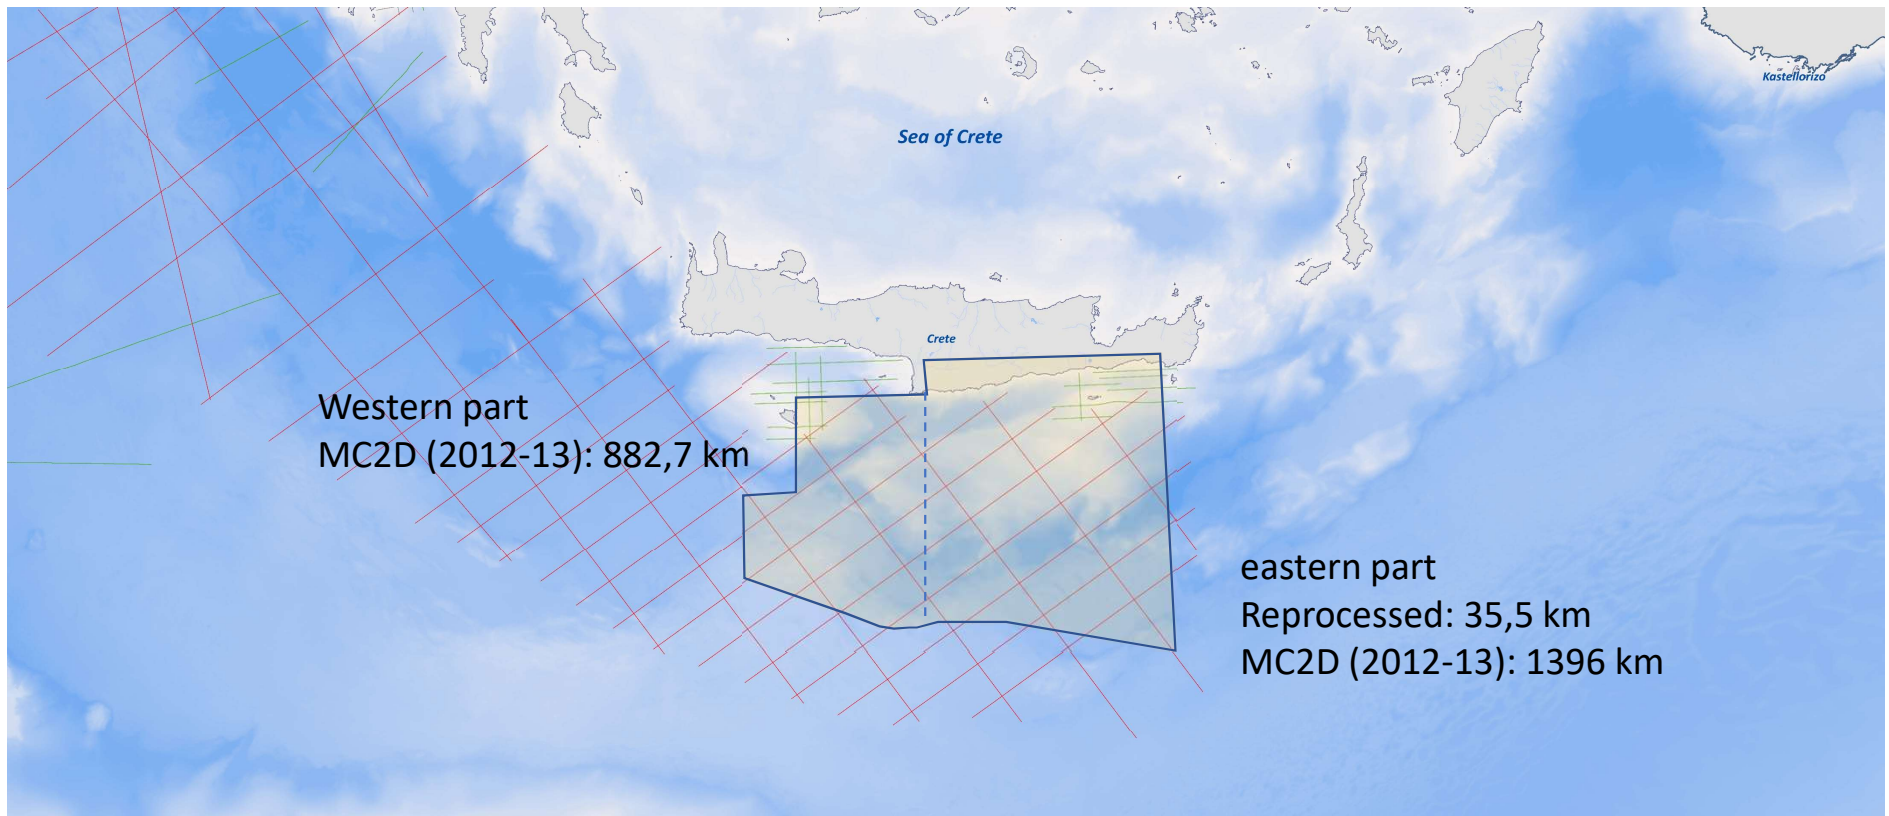 Kastellorizo
Sea of Crete
Crete
Western part
MC2D (2012-13): 882,7 km
eastern part
Reprocessed: 35,5 km
MC2D (2012-13): 1396 km